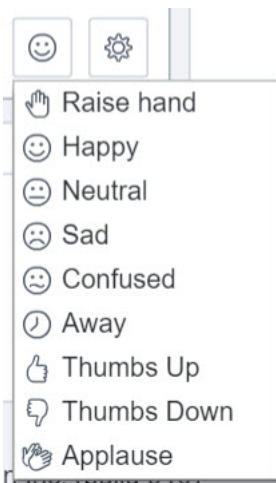 Raise hand
Happy
Neutral
Sad
Confused
Away
Thumbs Up
Thumbs Down
Applause